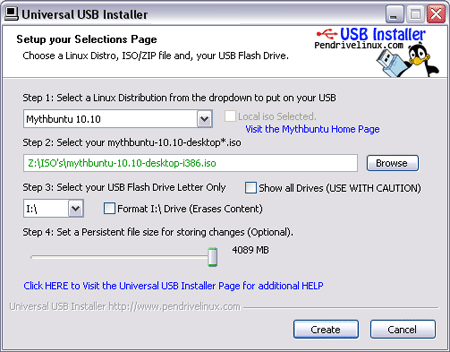 Universal USB Installer
Setup your Selections Page
Choose a Linux Distro, ISO/ZIP file and, your USB Flash Drive.
USB Installer
Pendrivelinux.com
Step 1: Select a Linux Distribution from the dropdown to put on your USB
Mythbuntu 10.10
Local iso Selected.
Visit the Mythbuntu Home Page
Step 2: Select your mythbuntu-10.10-desktop*.iso
Z:\ISO's\mythbuntu-10.10-desktop-i386.iso
Browse
Step 3: Select your USB Flash Drive Letter Only
Show all Drives (USE WITH CAUTION)
I:\
Format I:\ Drive (Erases Content)
Step 4: Set a Persistent file size for storing changes (Optional).
4089 MB
Click HERE to Visit the Universal USB Installer Page for additional HELP
Universal USB Installer http://www.pendrivelinux.com
Create
Cancel